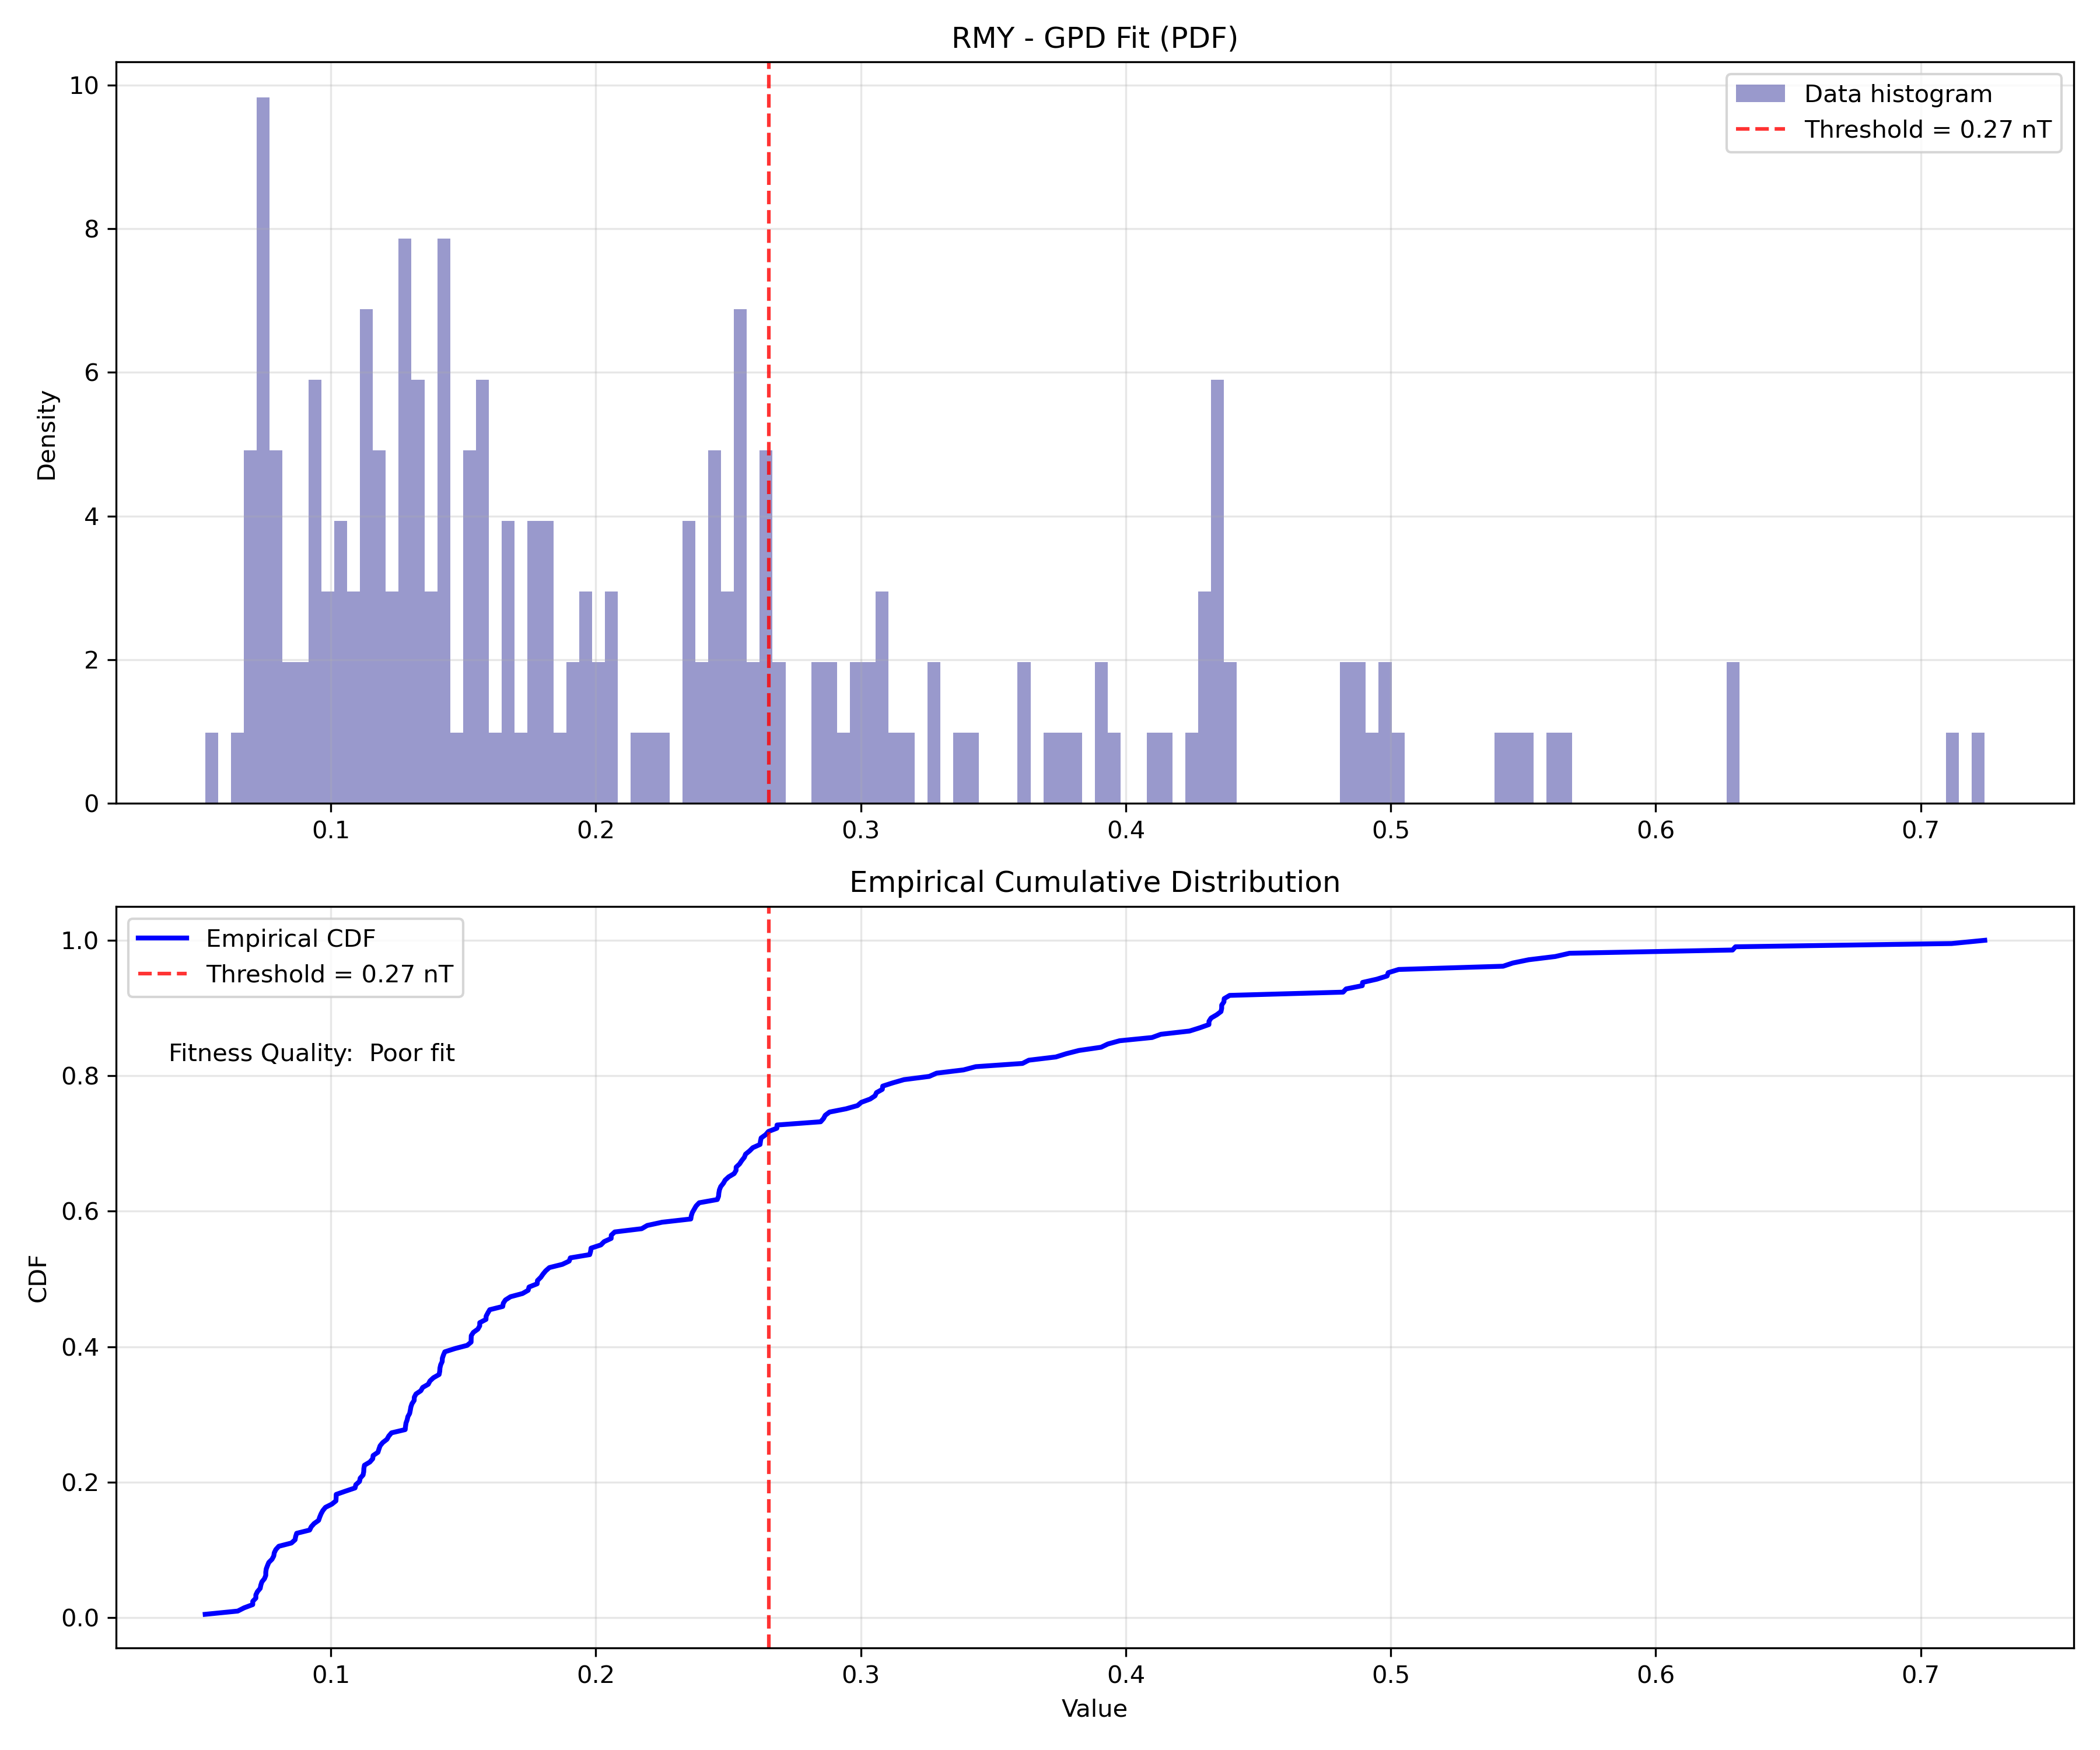 RMY - GPD Fit (PDF)
Data histogram
Threshold = 0.27 nT
Density
10
8
6
4
2
0
0.1 0.2 0.3 0.4 0.5 0.6 0.7
Empirical Cumulative Distribution
Empirical CDF
Threshold = 0.27 nT
Fitness Quality:  Poor fit
CDF
1.0
0.8
0.6
0.4
0.2
0.0
0.1 0.2 0.3 0.4 0.5 0.6 0.7
Value